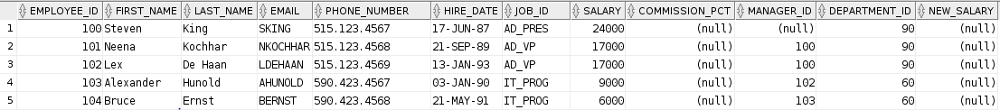 EMPLOYEE_ID FIRST_NAME LAST_NAME EMAIL PHONE_NUMBER HIRE_DATE JOB_ID SALARY COMMISSION_PCT MANAGER_ID DEPARTMENT_ID NEW_SALARY
1 100 Steven King SKING 515.123.4567 17-JUN-87 AD_PRES 24000 (null) (null) 90 (null)
2 101 Neena Kochhar NKOCHHAR 515.123.4568 21-SEP-89 AD_VP 17000 (null) 100 90 (null)
3 102 Lex De Haan LDEHAAN 515.123.4569 13-JAN-93 AD_VP 17000 (null) 100 90 (null)
4 103 Alexander Hunold AHUNOLD 590.423.4567 03-JAN-90 IT_PROG 9000 (null) 102 60 (null)
5 104 Bruce Ernst BERNST 590.423.4568 21-MAY-91 IT_PROG 6000 (null) 103 60 (null)